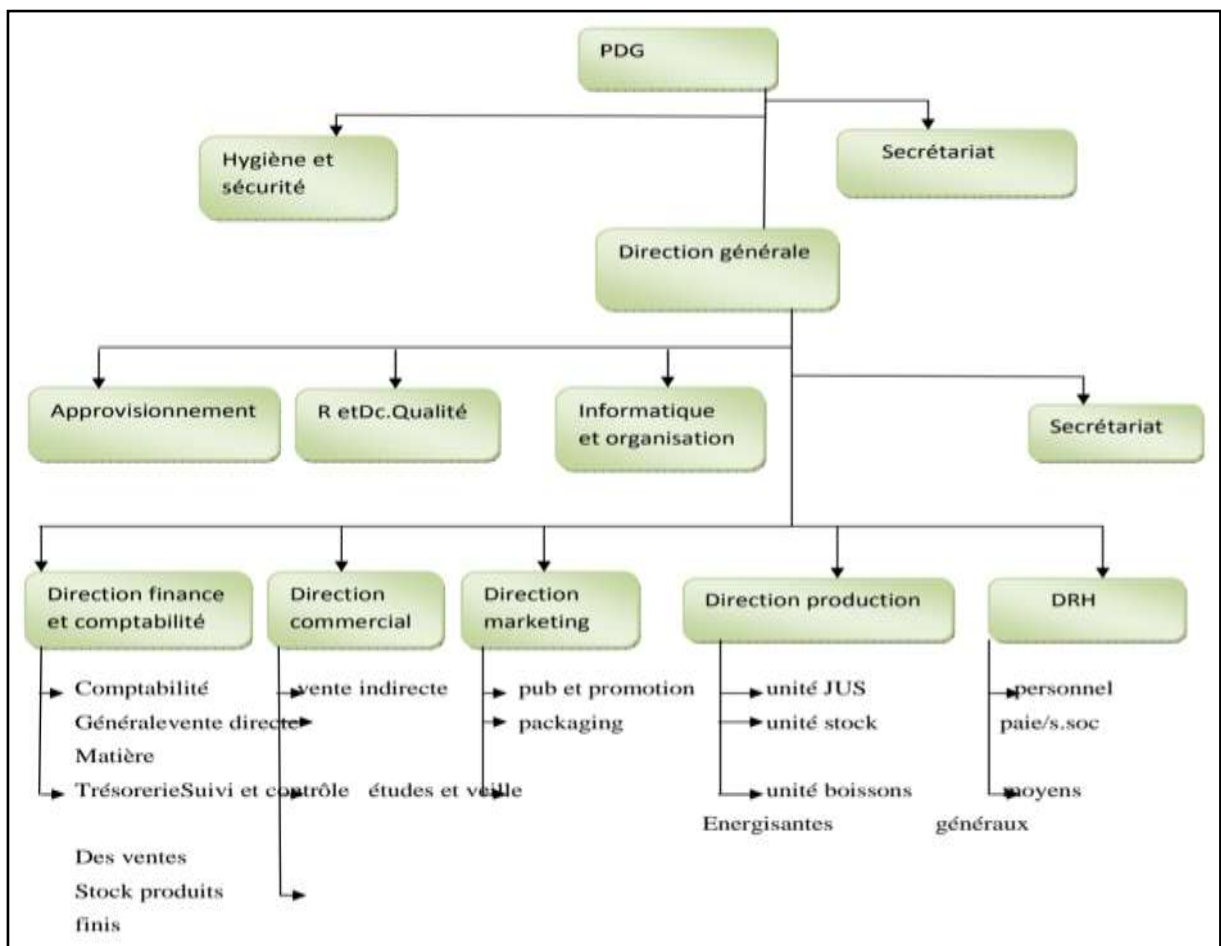 PDG
Hygiène et
sécurité
Secrétariat
Direction générale
Approvisionnement
R etDc.Qualité
Informatique
et organisation
Secrétariat
Direction finance
et comptabilité
Direction
commercial
Direction
marketing
Direction production
DRH
Comptabilité vente indirecte pub et promotion unité JUS personnel
Généralevente directe packaging unité stock paie/s.soc
Matière
TrésorerieSuivi et contrôle études et veille unité boissons moyens
Energisantes généraux
Des ventes
Stock produits
finis